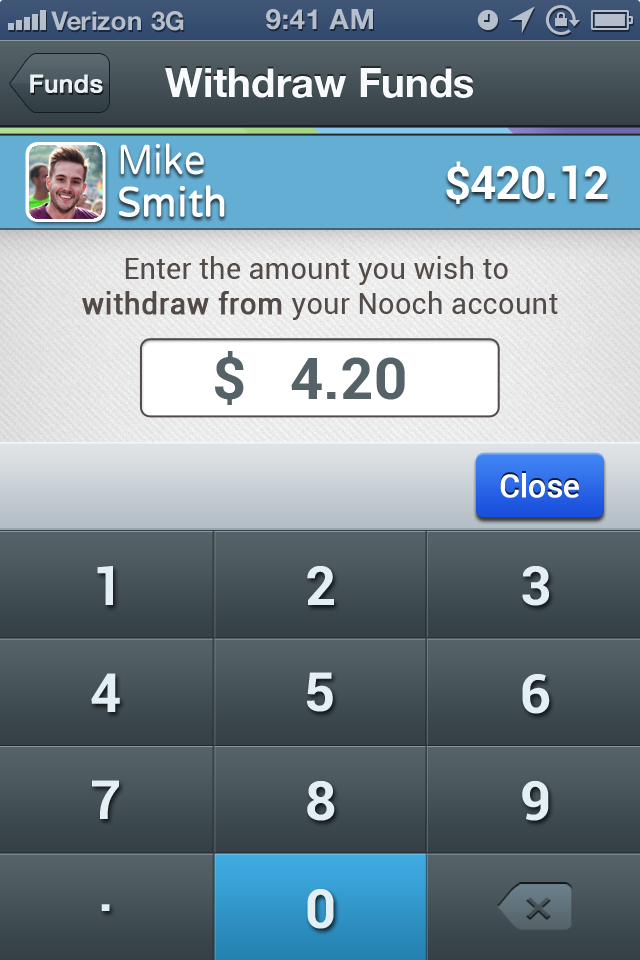 Verizon 3G 9:41 AM
Funds
Withdraw Funds
Mike
Smith
$420.12
Enter the amount you wish to
withdraw from your Nooch account
$ 4.20
Close
1 2 3
4 5 6
7 8 9
. 0